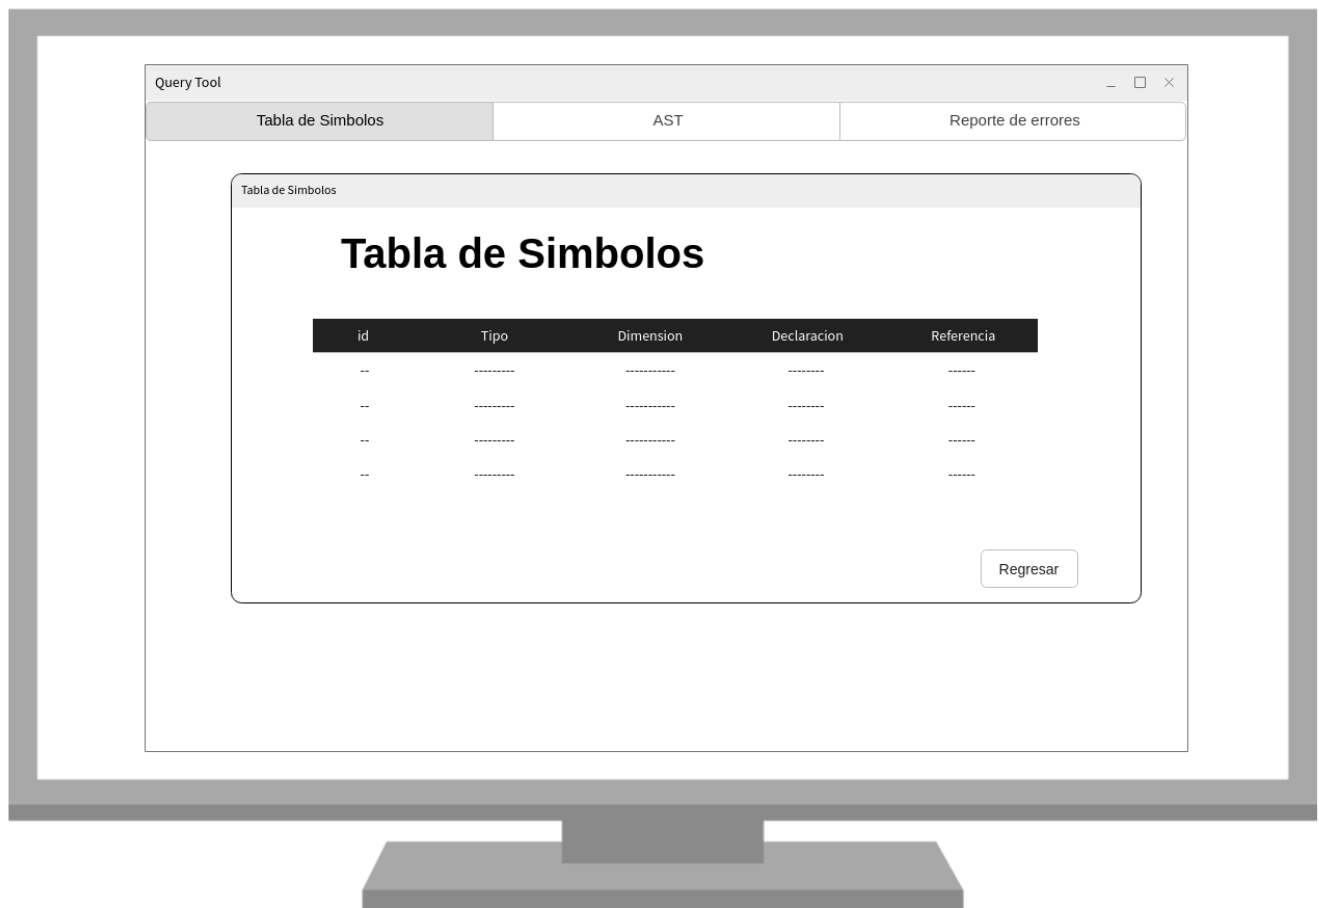 Query Tool
Tabla de Simbolos AST Reporte de errores
Tabla de Simbolos
Tabla de Simbolos
id Tipo Dimension Declaracion Referencia
-- --------- ----------- -------- ------
-- --------- ----------- -------- ------
-- --------- ----------- -------- ------
-- --------- ----------- -------- ------
Regresar